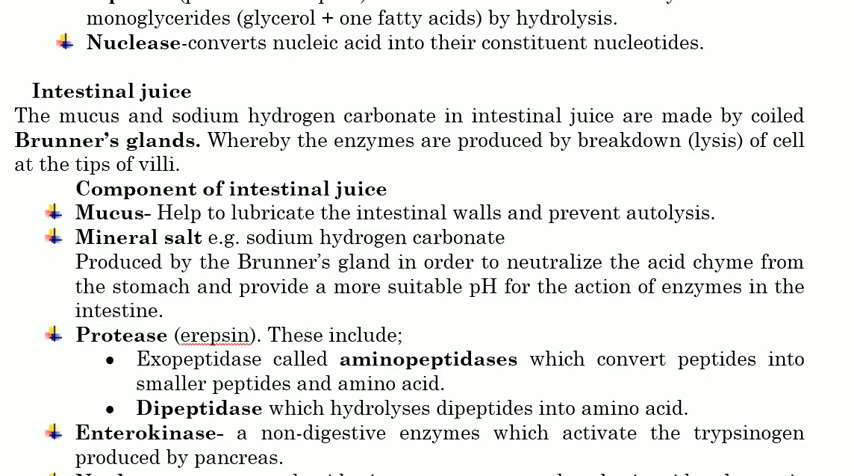 monoglycerides (glycerol + one fatty acids) by hydrolysis.
Nuclease-converts nucleic acid into their constituent nucleotides.
Intestinal juice
The mucus and sodium hydrogen carbonate in intestinal juice are made by coiled
Brunner's glands. Whereby the enzymes are produced by breakdown (lysis) of cell
at the tips of villi.
Component of intestinal juice
Mucus- Help to lubricate the intestinal walls and prevent autolysis.
Mineral salt e.g. sodium hydrogen carbonate
Produced by the Brunner's gland in order to neutralize the acid chyme from
the stomach and provide a more suitable pH for the action of enzymes in the
intestine.
Protease (erepsin). These include;
• Exopeptidase called aminopeptidases which convert peptides into
smaller peptides and amino acid.
• Dipeptidase which hydrolyses dipeptides into amino acid.
Enterokinase- a non-digestive enzymes which activate the trypsinogen
produced by pancreas.